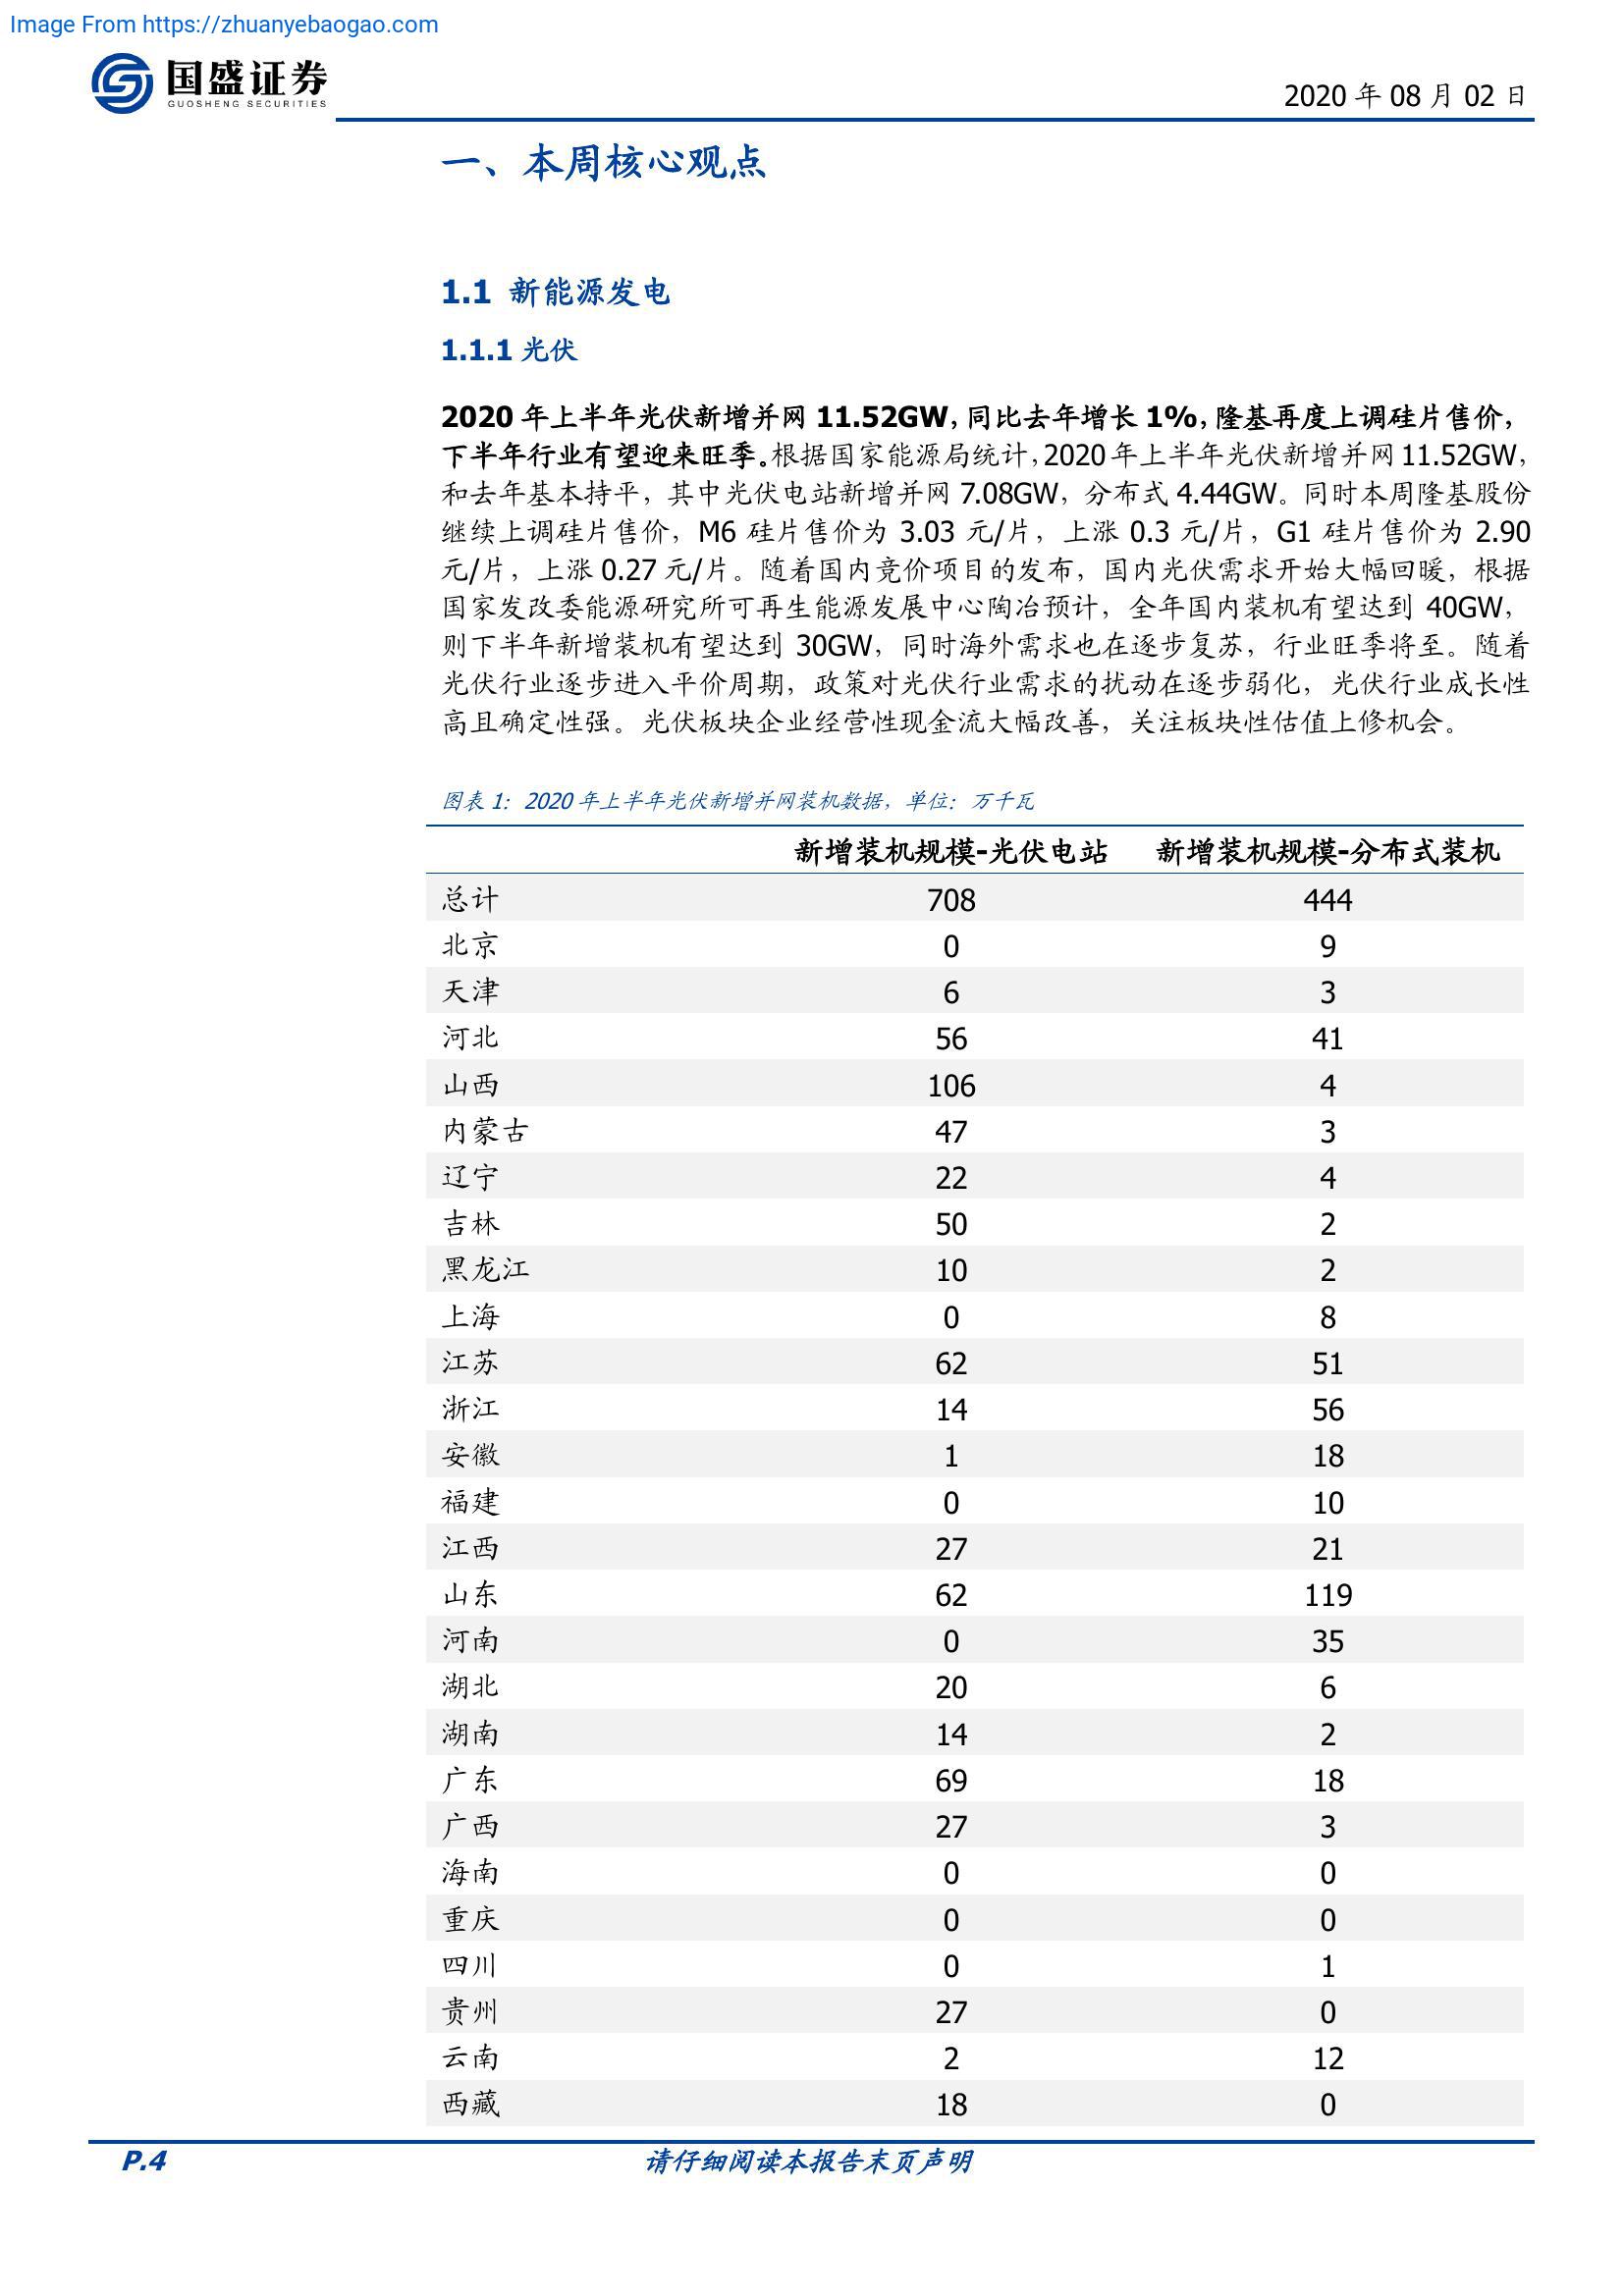 Image From https://zhuanyebaogao.com
国盛证券
GUOSHENG SECURITIES
2020 年 08 月 02 日
一、本周核心观点
1.1 新能源发电
1.1.1 光伏
2020 年上半年光伏新增并网 11.52GW，同比去年增长 1%，隆基再度上调硅片售价，
下半年行业有望迎来旺季。根据国家能源局统计，2020 年上半年光伏新增并网 11.52GW，
和去年基本持平，其中光伏电站新增并网 7.08GW，分布式 4.44GW。同时本周隆基股份
继续上调硅片售价，M6 硅片售价为 3.03 元/片，上涨 0.3 元/片，G1 硅片售价为 2.90
元/片，上涨 0.27 元/片。随着国内竞价项目的发布，国内光伏需求开始大幅回暖，根据
国家发改委能源研究所可再生能源发展中心陶冶预计，全年国内装机有望达到 40GW，
则下半年新增装机有望达到 30GW，同时海外需求也在逐步复苏，行业旺季将至。随着
光伏行业逐步进入平价周期，政策对光伏行业需求的扰动在逐步弱化，光伏行业成长性
高且确定性强。光伏板块企业经营性现金流大幅改善，关注板块性估值上修机会。
图表 1：2020 年上半年光伏新增并网装机数据，单位：万千瓦
新增装机规模-光伏电站 新增装机规模-分布式装机
总计 708 444
北京 0 9
天津 6 3
河北 56 41
山西 106 4
内蒙古 47 3
辽宁 22 4
吉林 50 2
黑龙江 10 2
上海 0 8
江苏 62 51
浙江 14 56
安徽 1 18
福建 0 10
江西 27 21
山东 62 119
河南 0 35
湖北 20 6
湖南 14 2
广东 69 18
广西 27 3
海南 0 0
重庆 0 0
四川 0 1
贵州 27 0
云南 2 12
西藏 18 0
P.4 请仔细阅读本报告末页声明